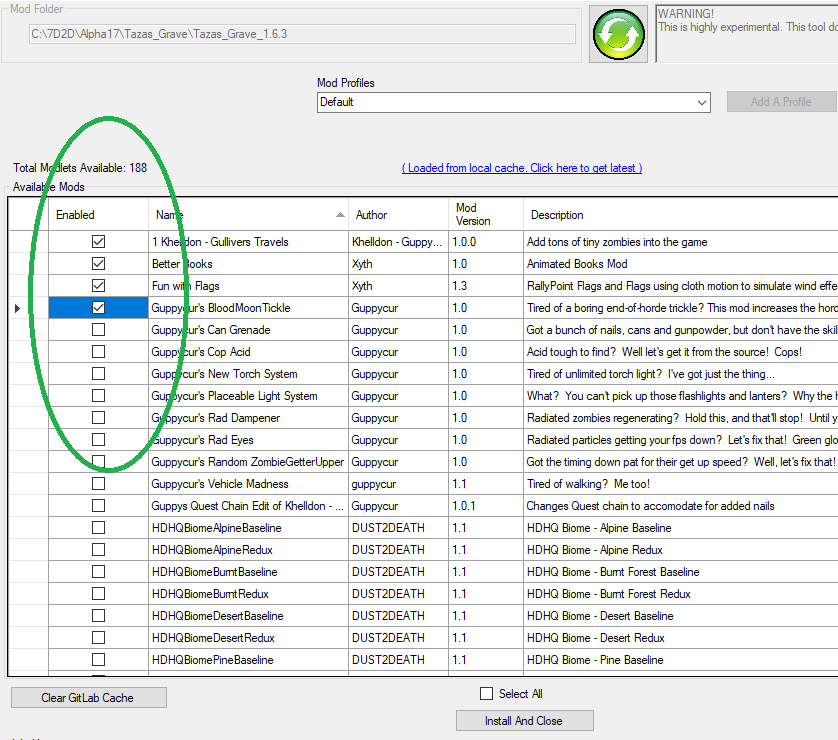 Mod Folder
C:\7D2D\Alpha17\Tazas_Grave\Tazas_Grave_1.6.3
WARNING!
This is highly experimental. This tool do
Mod Profiles
Default
Add A Profile
Total Modlets Available: 188
( Loaded from local cache. Click here to get latest )
Available Mods
Enabled Name Author Mod Version Description
1 Khelldon - Gullivers Travels Khelldon - Guppy... 1.0.0 Add tons of tiny zombies into the game
Better Books Xyth 1.0 Animated Books Mod
Fun with Flags Xyth 1.3 RallyPoint Flags and Flags using cloth motion to simulate wind effe
Guppycur's BloodMoonTickle Guppycur 1.0 Tired of a boring end-of-horde trickle? This mod increases the hord
Guppycur's Can Grenade Guppycur 1.0 Got a bunch of nails, cans and gunpowder, but don't have the skil
Guppycur's Cop Acid Guppycur 1.0 Acid tough to find? Well let's get it from the source! Cops!
Guppycur's New Torch System Guppycur 1.0 Tired of unlimited torch light? I've got just the thing...
Guppycur's Placeable Light System Guppycur 1.0 What? You can't pick up those flashlights and lanters? Why the h
Guppycur's Rad Dampener Guppycur 1.0 Radiated zombies regenerating? Hold this, and that'll stop! Until y
Guppycur's Rad Eyes Guppycur 1.0 Radiated particles getting your fps down? Let's fix that! Green glo
Guppycur's Random ZombieGetterUpper Guppycur 1.0 Got the timing down pat for their get up speed? Well, let's fix that!
Guppycur's Vehicle Madness guppycur 1.1 Tired of walking? Me too!
Guppys Quest Chain Edit of Khelldon - ... Guppycur 1.0.1 Changes Quest chain to accomodate for added nails
HDHQBiomeAlpineBaseline DUST2DEATH 1.1 HDHQ Biome - Alpine Baseline
HDHQBiomeAlpineRedux DUST2DEATH 1.1 HDHQ Biome - Alpine Redux
HDHQBiomeBurntBaseline DUST2DEATH 1.1 HDHQ Biome - Burnt Forest Baseline
HDHQBiomeBurntRedux DUST2DEATH 1.1 HDHQ Biome - Burnt Forest Redux
HDHQBiomeDesertBaseline DUST2DEATH 1.1 HDHQ Biome - Desert Baseline
HDHQBiomeDesertRedux DUST2DEATH 1.1 HDHQ Biome - Desert Redux
HDHQBiomePineBaseline DUST2DEATH 1.1 HDHQ Biome - Pine Baseline
Clear GitLab Cache
Select All
Install And Close